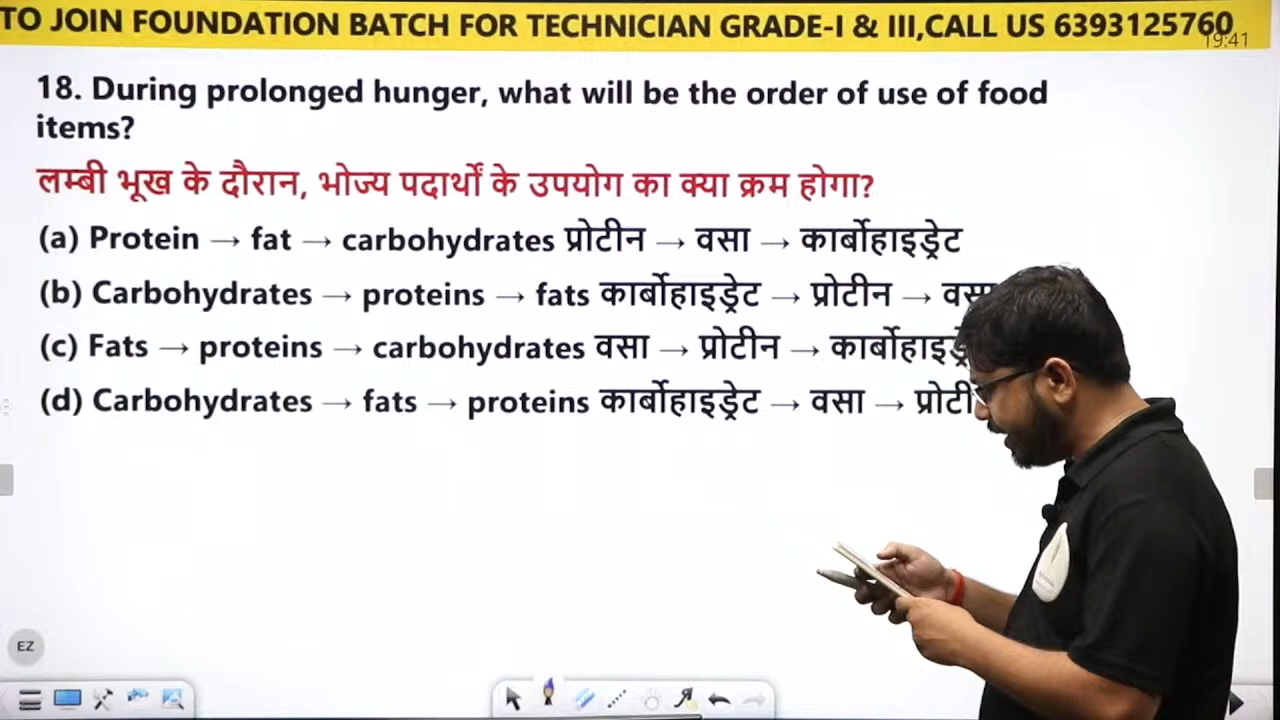 TO JOIN FOUNDATION BATCH FOR TECHNICIAN GRADE-I & III,CALL US 6393125760
19:41
18. During prolonged hunger, what will be the order of use of food
items?
लम्बी भूख के दौरान, भोज्य पदार्थों के उपयोग का क्या क्रम होगा?
(a) Protein → fat → carbohydrates प्रोटीन → वसा → कार्बोहाइड्रेट
(b) Carbohydrates → proteins → fats कार्बोहाइड्रेट → प्रोटीन → वसा
(c) Fats → proteins → carbohydrates वसा → प्रोटीन →
(d) Carbohydrates → fats → proteins कार्बोहाइड्रेट → वसा →
EZ